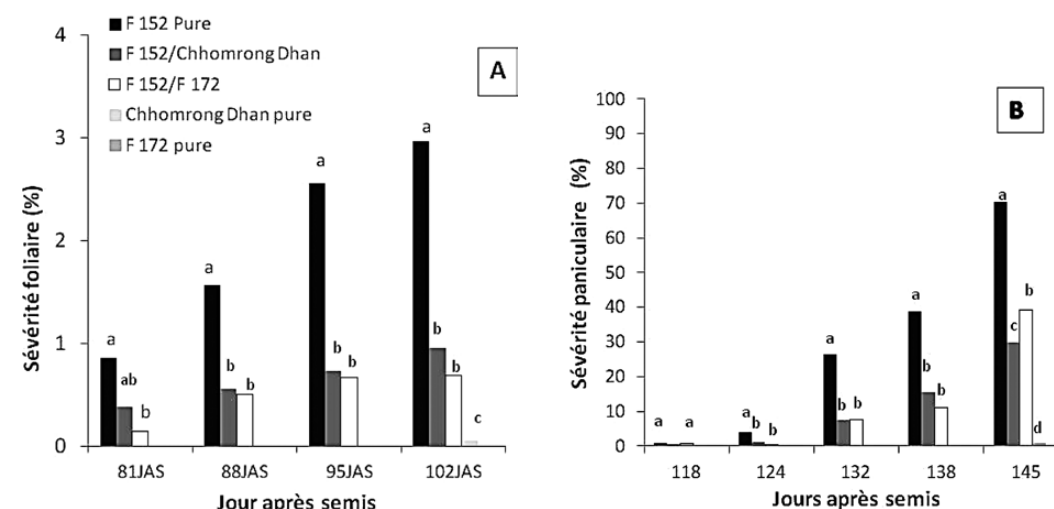 F 152 Pure
F 152/Chhomrong Dhan
F 152/F 172
Chhomrong Dhan pure
F 172 pure
A
Sévérité foliaire (%)
4
3
2
1
0
a
ab
b
a
b
b
a
b
b
a
b
b
c
81JAS
88JAS
95JAS
102JAS
Jour après semis
B
Sévérité paniculaire (%)
100
90
80
70
60
50
40
30
20
10
0
a
a
a
b
b
a
b
b
a
b
b
a
c
b
d
118
124
132
138
145
Jours après semis